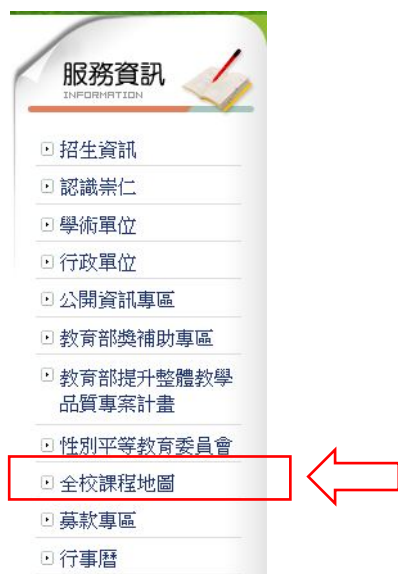 服務資訊
INFORMATION
招生資訊
認識崇仁
學術單位
行政單位
公開資訊專區
教育部獎補助專區
教育部提升整體教學
品質專案計畫
性別平等教育委員會
全校課程地圖
募款專區
行事曆